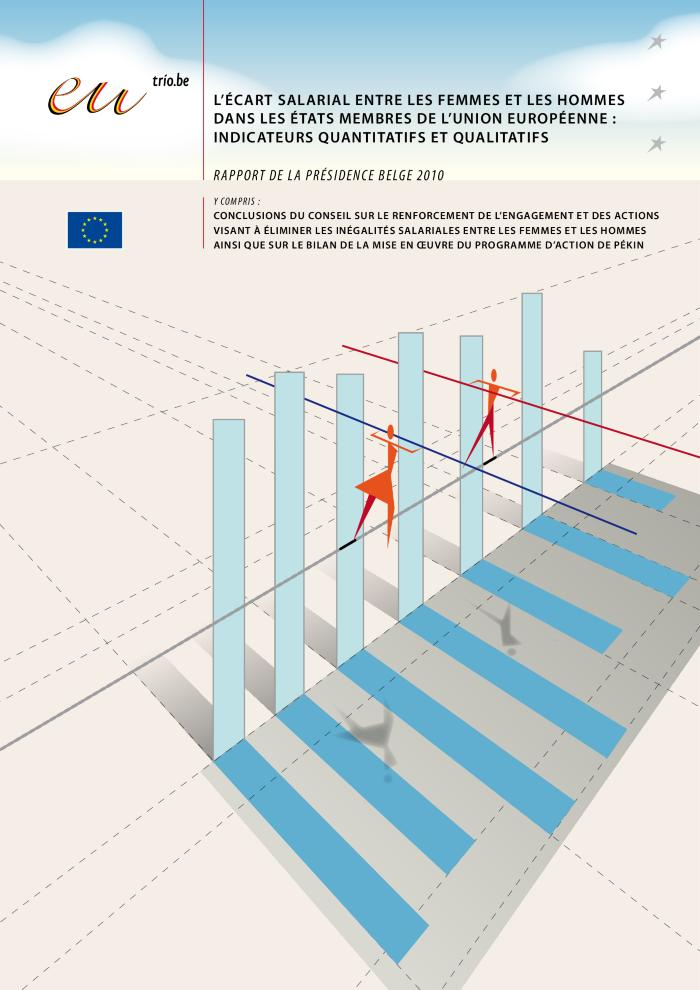 eu trio.be
L'ÉCART SALARIAL ENTRE LES FEMMES ET LES HOMMES
DANS LES ÉTATS MEMBRES DE L'UNION EUROPÉENNE :
INDICATEURS QUANTITATIFS ET QUALITATIFS
RAPPORT DE LA PRÉSIDENCE BELGE 2010
Y COMPRIS :
CONCLUSIONS DU CONSEIL SUR LE RENFORCEMENT DE L'ENGAGEMENT ET DES ACTIONS
VISANT À ÉLIMINER LES INÉGALITÉS SALARIALES ENTRE LES FEMMES ET LES HOMMES
AINSI QUE SUR LE BILAN DE LA MISE EN ŒUVRE DU PROGRAMME D'ACTION DE PÉKIN